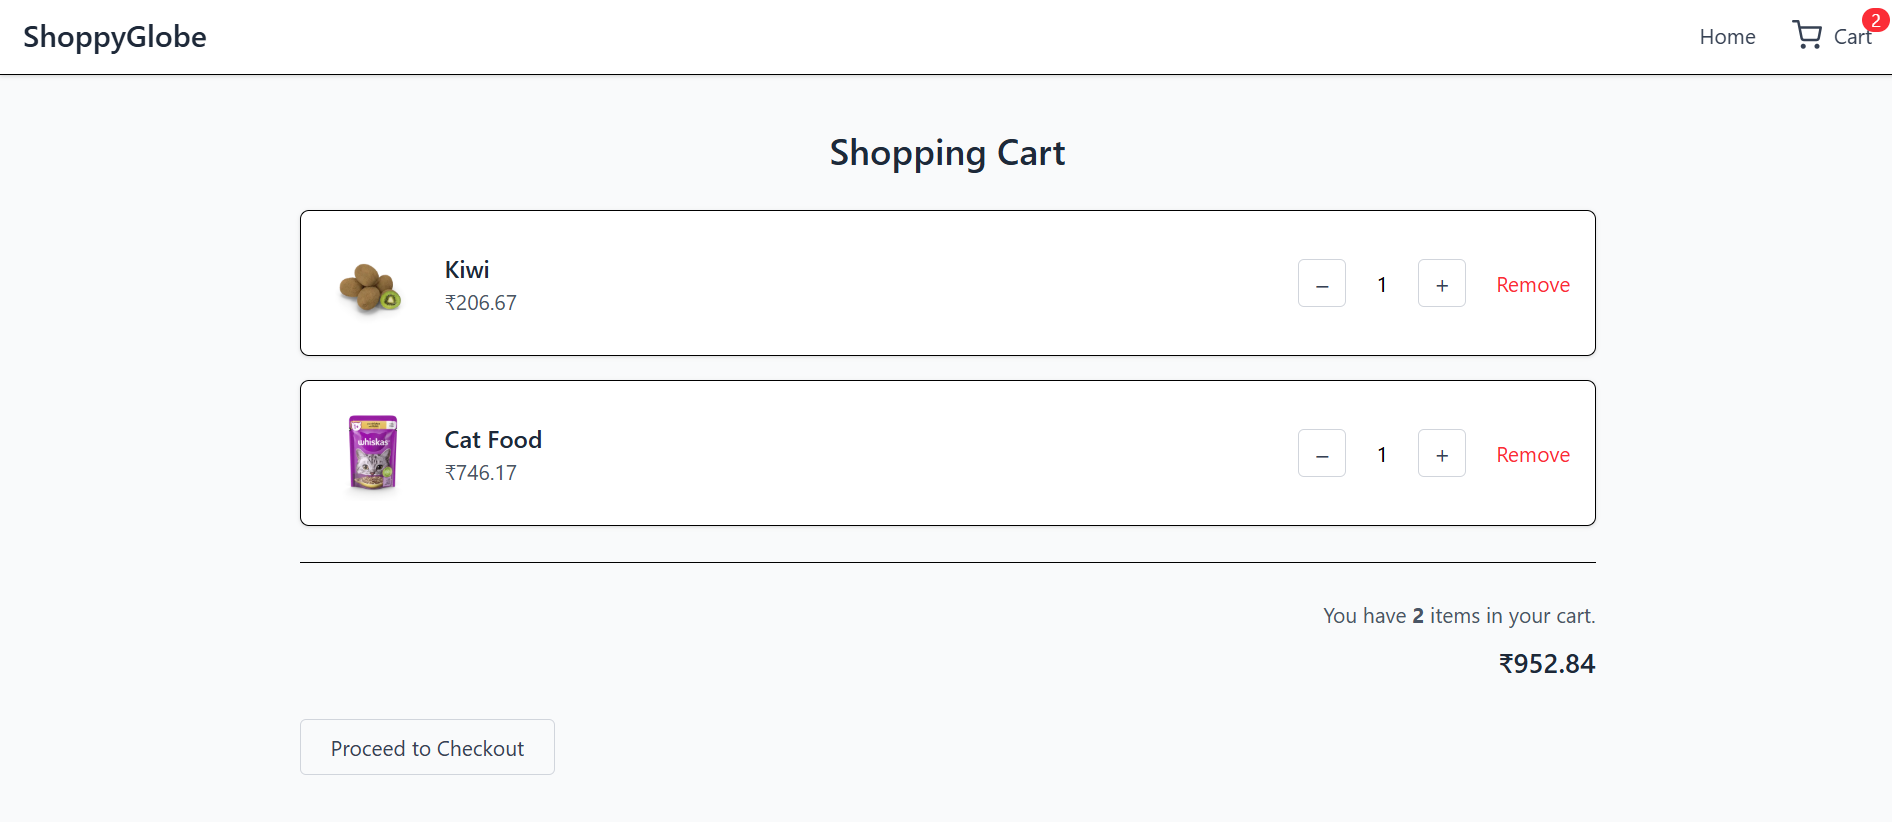 ShoppyGlobe
Home
Cart
2
Shopping Cart
Kiwi
₹206.67
– 1 + Remove
whiskas
Cat Food
₹746.17
– 1 + Remove
You have 2 items in your cart.
₹952.84
Proceed to Checkout